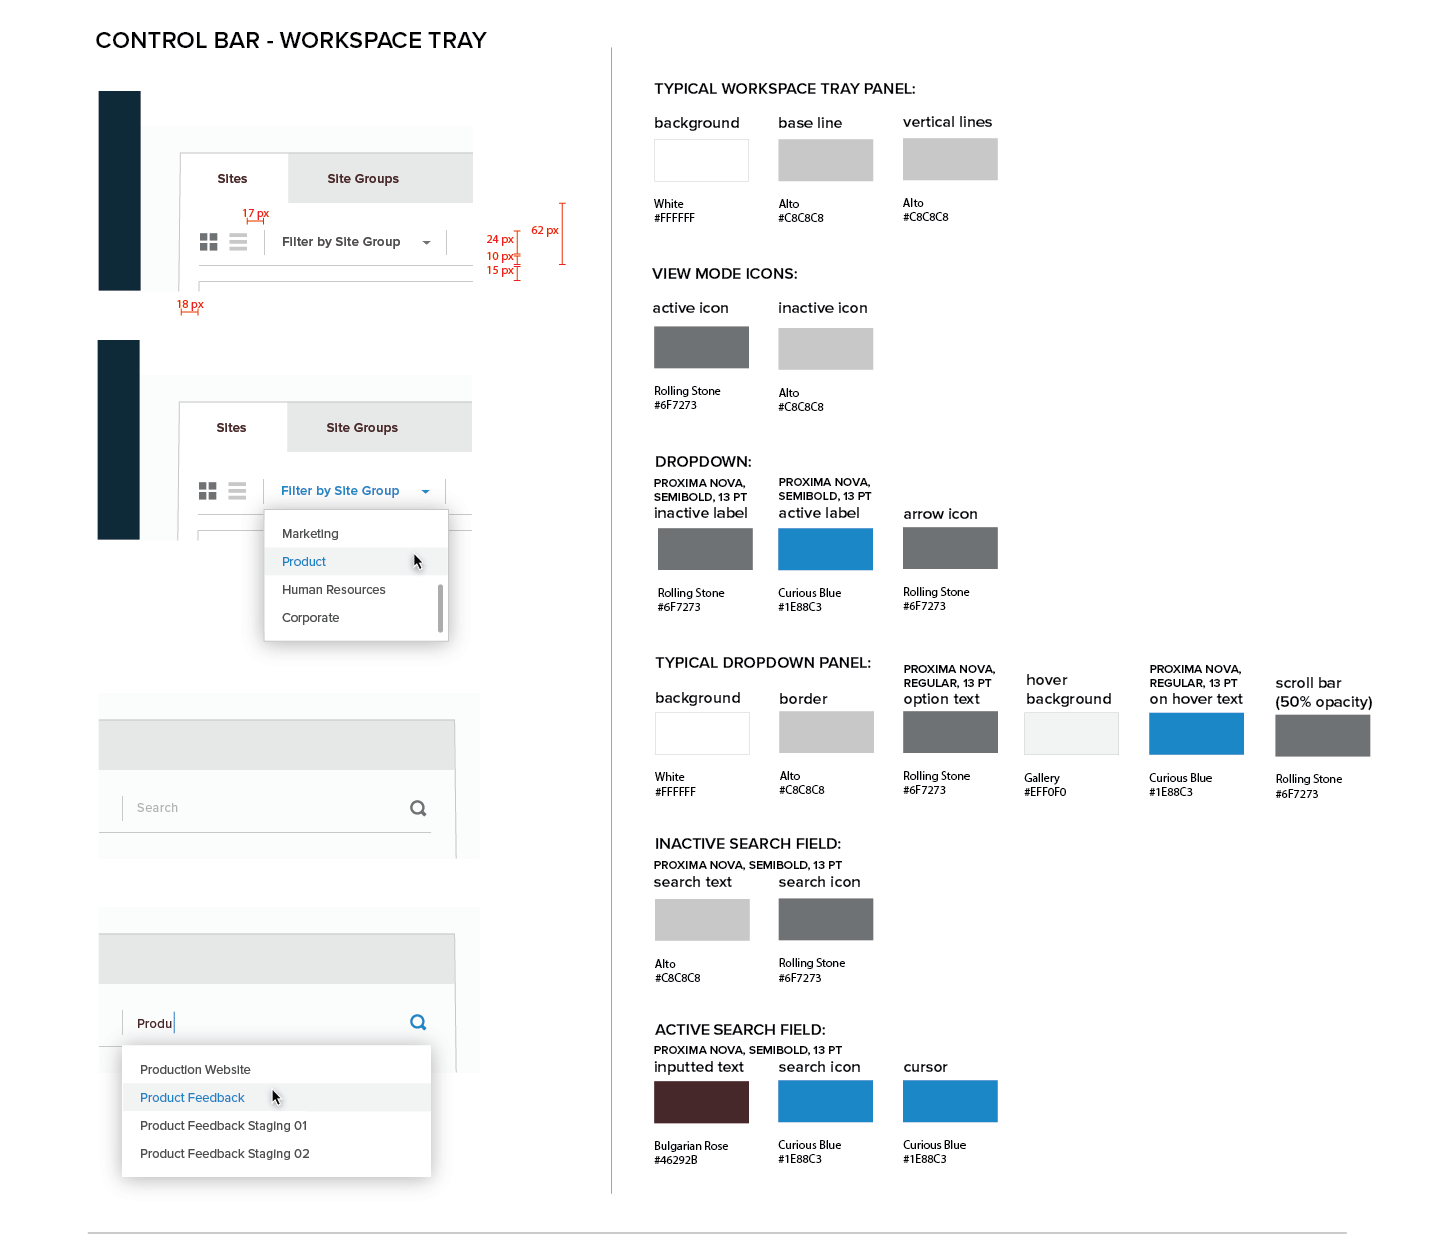 CONTROL BAR - WORKSPACE TRAY
Sites
Site Groups
17 px
Filter by Site Group
24 px
10 px
15 px
62 px
18 px
Sites
Site Groups
Filter by Site Group
Marketing
Product
Human Resources
Corporate
Search
Produ
Production Website
Product Feedback
Product Feedback Staging 01
Product Feedback Staging 02
TYPICAL WORKSPACE TRAY PANEL:
background
base line
vertical lines
White
#FFFFFF
Alto
#C8C8C8
Alto
#C8C8C8
VIEW MODE ICONS:
active icon
inactive icon
Rolling Stone
#6F7273
Alto
#C8C8C8
DROPDOWN:
PROXIMA NOVA,
SEMIBOLD, 13 PT
inactive label
PROXIMA NOVA,
SEMIBOLD, 13 PT
active label
arrow icon
Rolling Stone
#6F7273
Curious Blue
#1E88C3
Rolling Stone
#6F7273
TYPICAL DROPDOWN PANEL:
background
border
PROXIMA NOVA,
REGULAR, 13 PT
option text
hover
background
PROXIMA NOVA,
REGULAR, 13 PT
on hover text
scroll bar
(50% opacity)
White
#FFFFFF
Alto
#C8C8C8
Rolling Stone
#6F7273
Gallery
#EFF0F0
Curious Blue
#1E88C3
Rolling Stone
#6F7273
INACTIVE SEARCH FIELD:
PROXIMA NOVA, SEMIBOLD, 13 PT
search text
search icon
Alto
#C8C8C8
Rolling Stone
#6F7273
ACTIVE SEARCH FIELD:
PROXIMA NOVA, SEMIBOLD, 13 PT
inputted text
search icon
cursor
Bulgarian Rose
#46292B
Curious Blue
#1E88C3
Curious Blue
#1E88C3